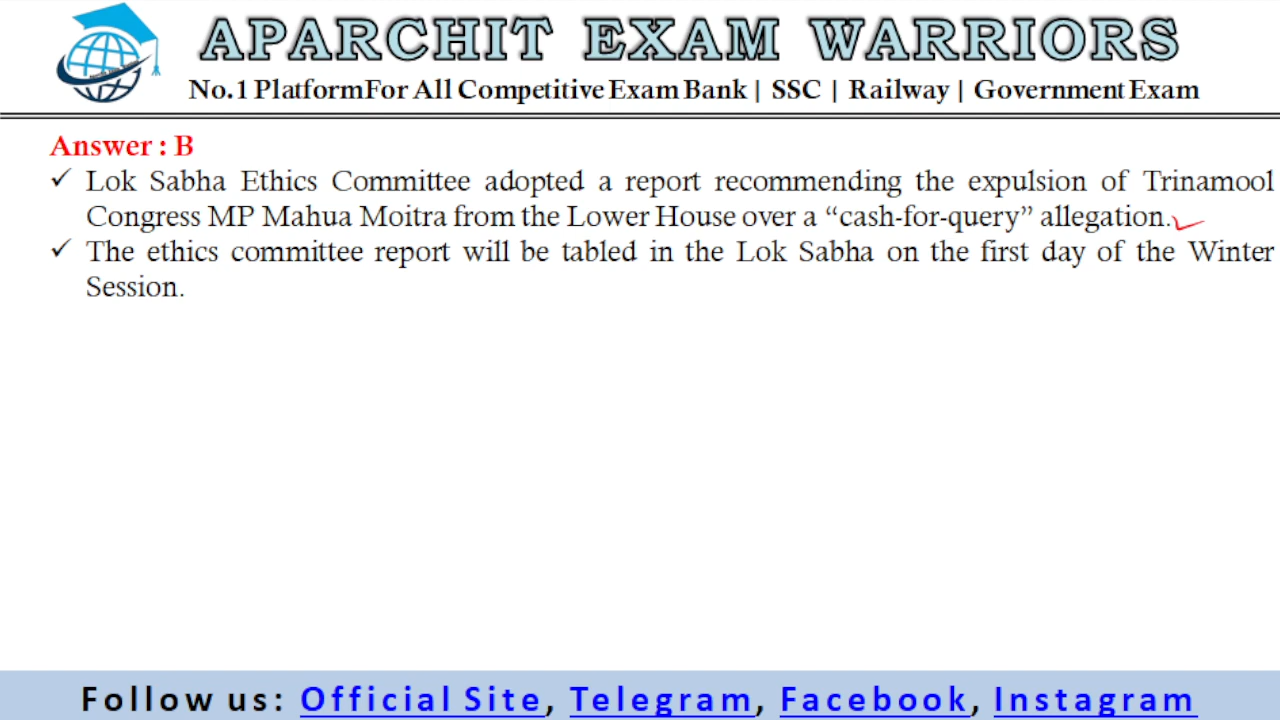 APARCHIT EXAM WARRIORS
No.1 PlatformFor All Competitive Exam Bank | SSC | Railway | Government Exam
Answer : B
✓ Lok Sabha Ethics Committee adopted a report recommending the expulsion of Trinamool
Congress MP Mahua Moitra from the Lower House over a “cash-for-query” allegation.
✓ The ethics committee report will be tabled in the Lok Sabha on the first day of the Winter
Session.
Follow us: Official Site, Telegram, Facebook, Instagram